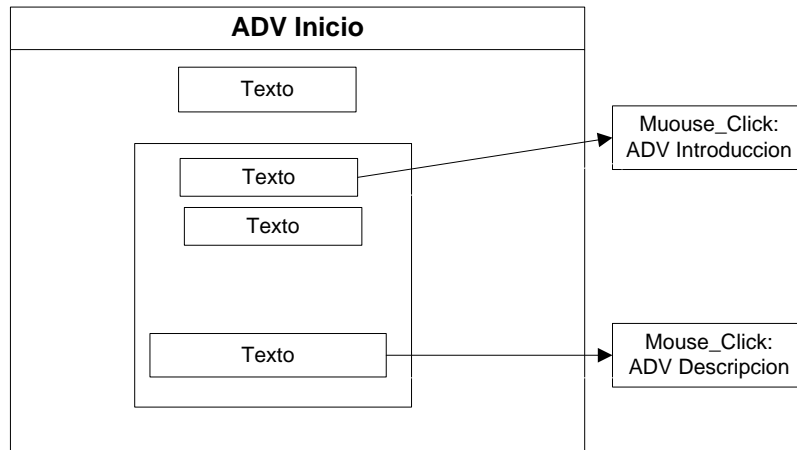 ADV Inicio
Texto
Texto
Texto
Texto
Muouse_Click:
ADV Introduccion
Mouse_Click:
ADV Descripcion